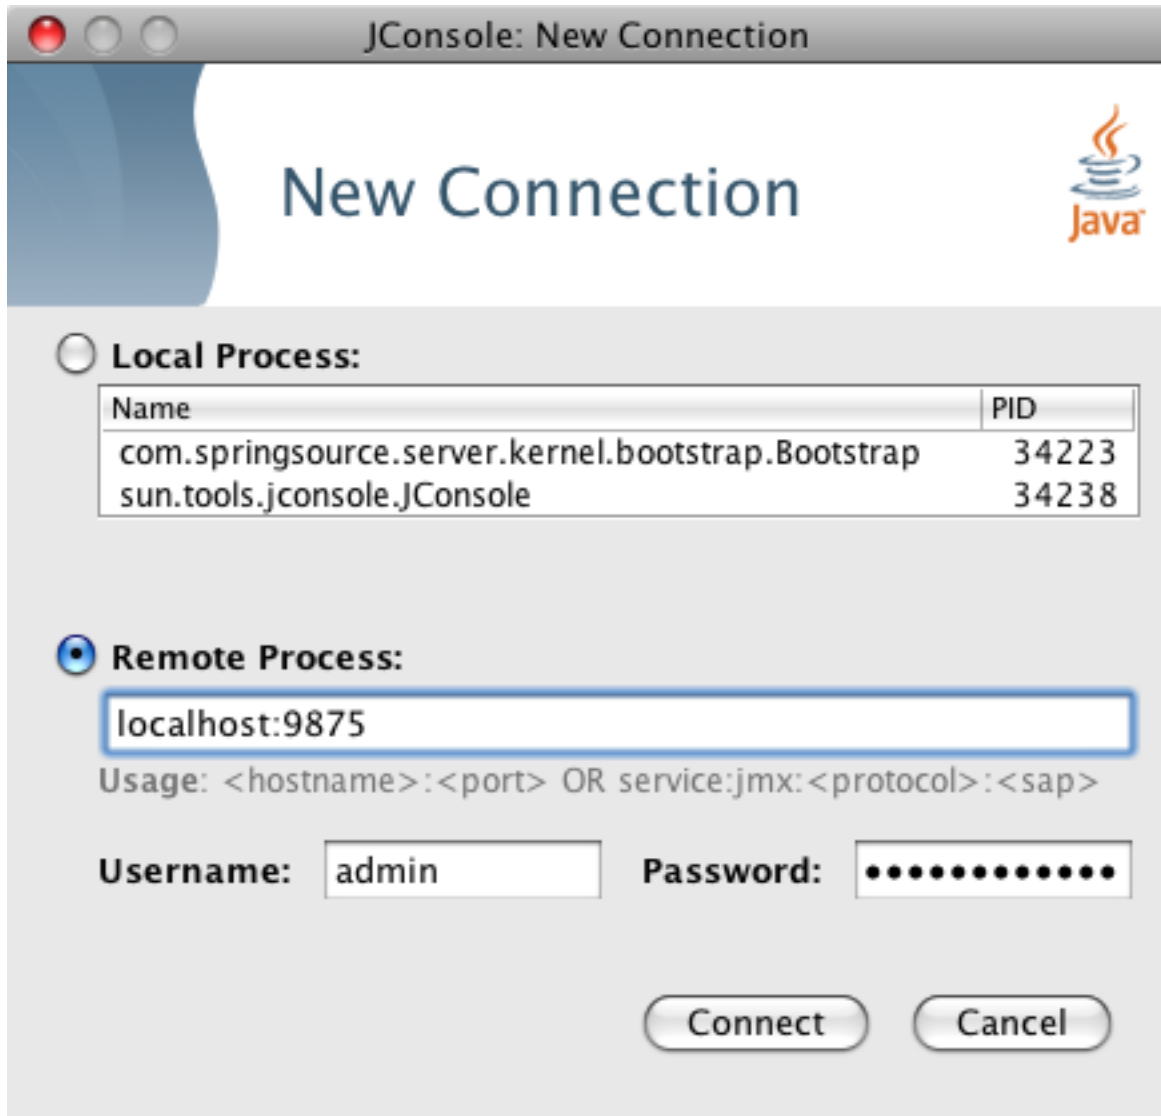 JConsole: New Connection
New Connection
Java
Local Process:
Name PID
com.springsource.server.kernel.bootstrap.Bootstrap 34223
sun.tools.jconsole.JConsole 34238
Remote Process:
localhost:9875
Usage: <hostname>:<port> OR service:jmx:<protocol>:<sap>
Username: admin Password: ●●●●●●●●●●●●
Connect Cancel